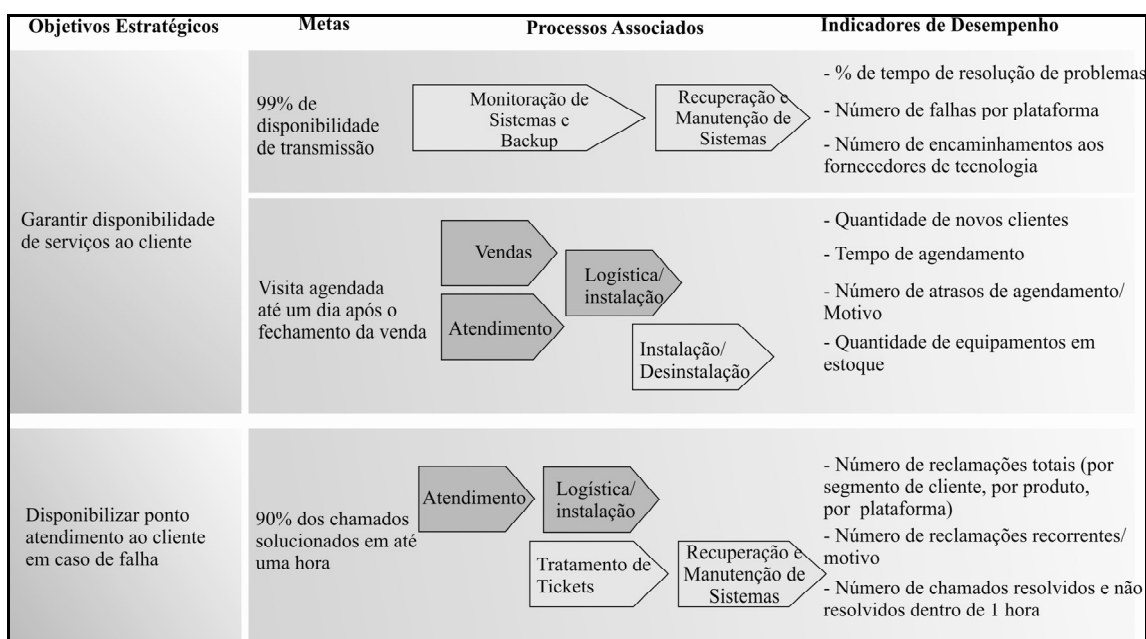 Objetivos Estratégicos
Metas
Processos Associados
Indicadores de Desempenho
Garantir disponibilidade
de serviços ao cliente
99% de
disponibilidade
de transmissão
Monitoração de
Sistemas e
Backup
Recuperação e
Manutenção de
Sistemas
- % de tempo de resolução de problemas
- Número de falhas por plataforma
- Número de encaminhamentos aos
fornecedores de tecnologia
Visita agendada
até um dia após o
fechamento da venda
Vendas
Atendimento
Logística/
instalação
Instalação/
Desinstalação
- Quantidade de novos clientes
- Tempo de agendamento
- Número de atrasos de agendamento/
Motivo
- Quantidade de equipamentos em
estoque
Disponibilizar ponto
atendimento ao cliente
em caso de falha
90% dos chamados
solucionados em até
uma hora
Atendimento
Logística/
instalação
Tratamento de
Tickets
Recuperação e
Manutenção de
Sistemas
- Número de reclamações totais (por
segmento de cliente, por produto,
por plataforma)
- Número de reclamações recorrentes/
motivo
- Número de chamados resolvidos e não
resolvidos dentro de 1 hora